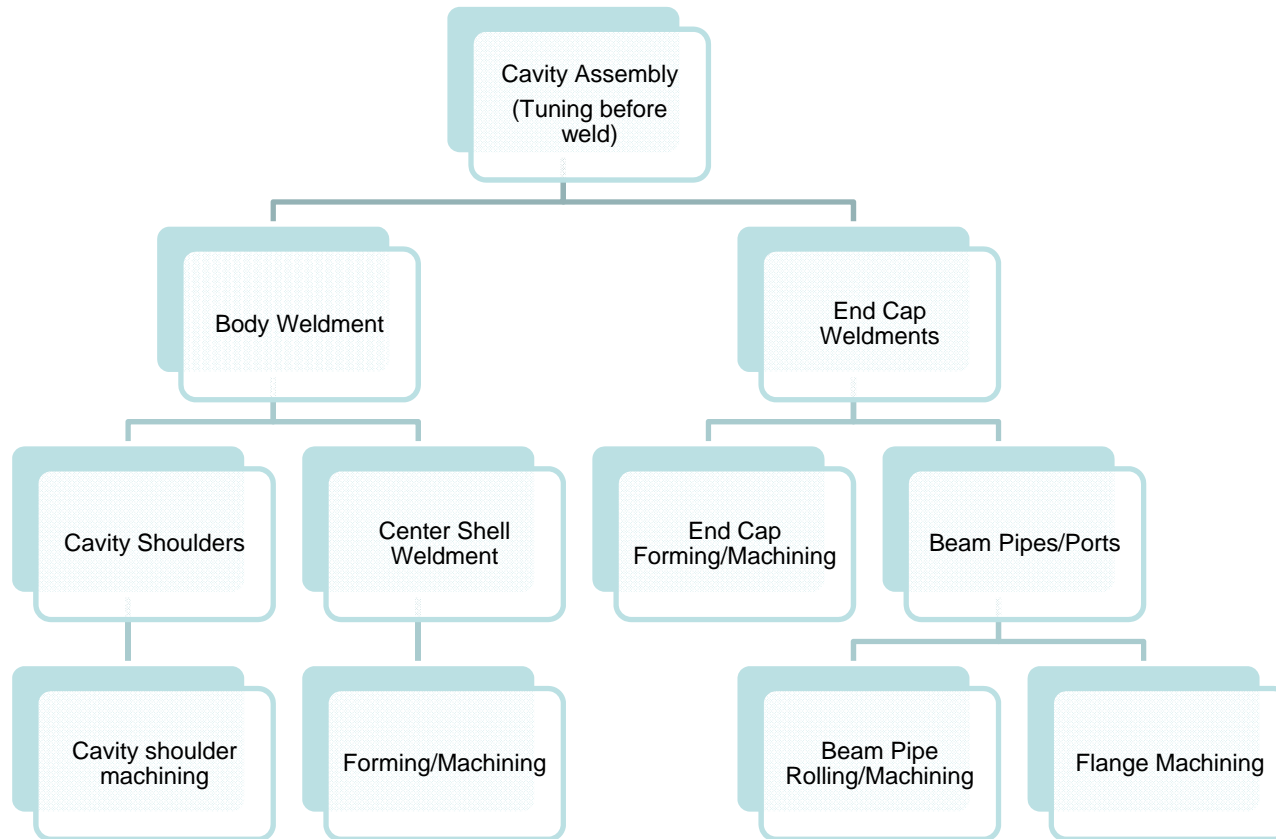 Cavity Assembly
(Tuning before
weld)
Body Weldment
End Cap
Weldments
Cavity Shoulders
Center Shell
Weldment
End Cap
Forming/Machining
Beam Pipes/Ports
Cavity shoulder
machining
Forming/Machining
Beam Pipe
Rolling/Machining
Flange Machining